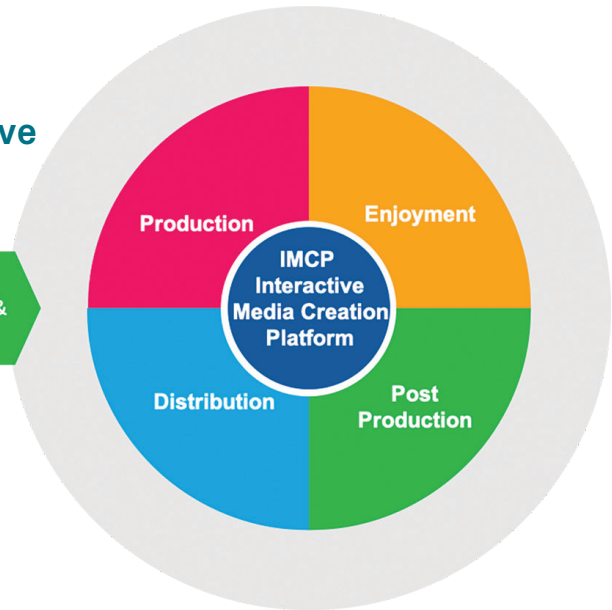 ve
Production
Enjoyment
IMCP
Interactive
Media Creation
Platform
&
Distribution
Post
Production